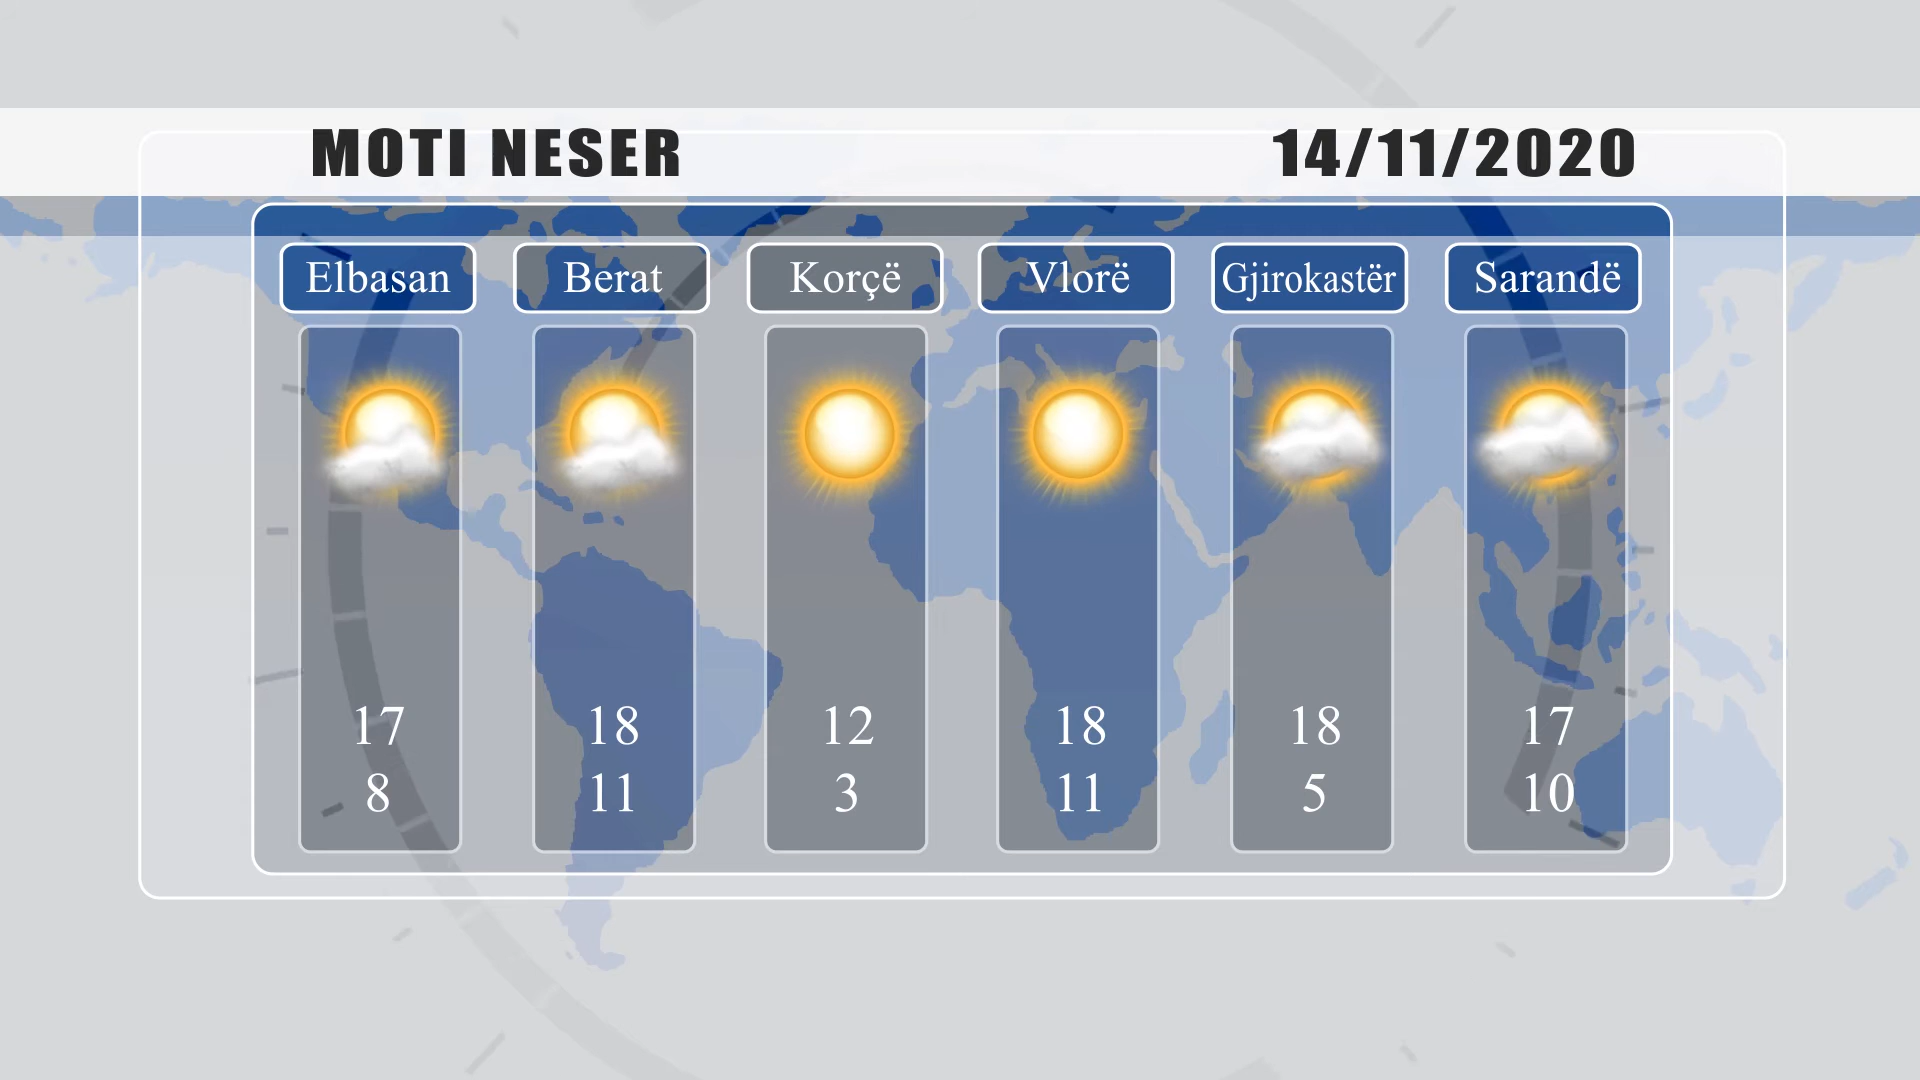 MOTI NESER 14/11/2020
Elbasan Berat Korçë Vlorë Gjirokastër Sarandë
17 18 12 18 18 17
8 11 3 11 5 10